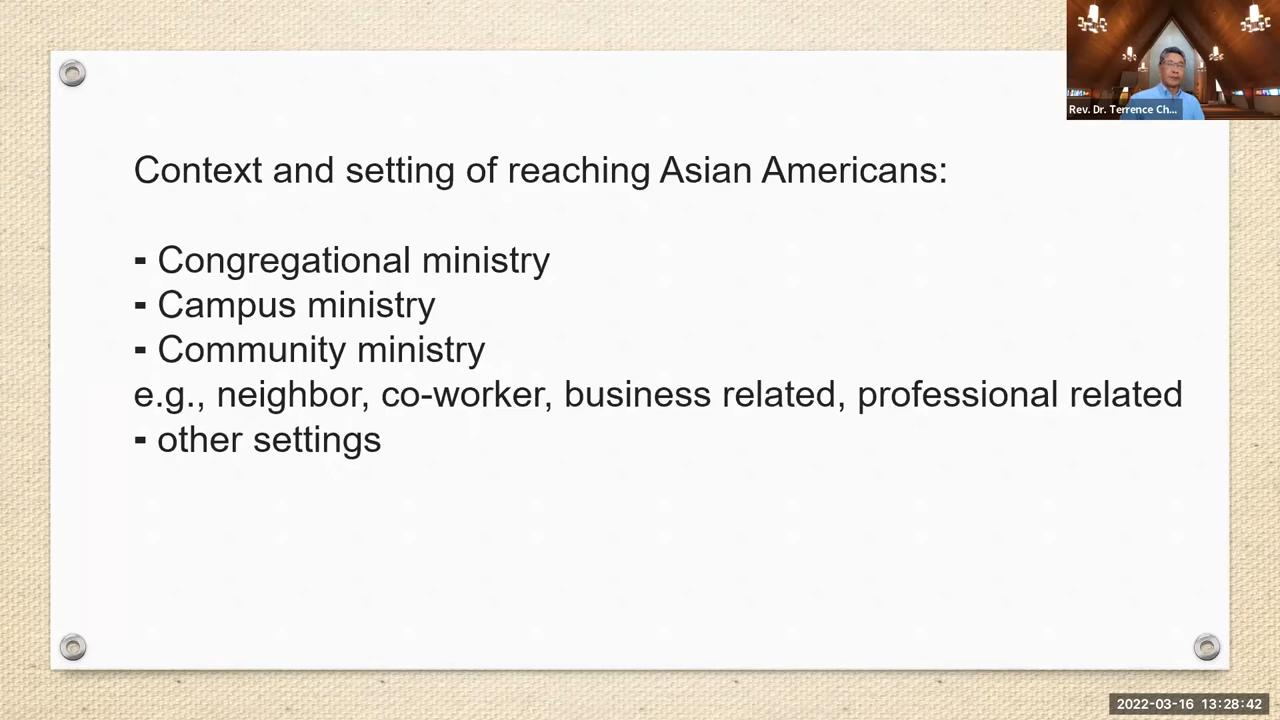 Rev. Dr. Terrence Ch...
Context and setting of reaching Asian Americans:
- Congregational ministry
- Campus ministry
- Community ministry
e.g., neighbor, co-worker, business related, professional related
- other settings
2022-03-16 13:28:42